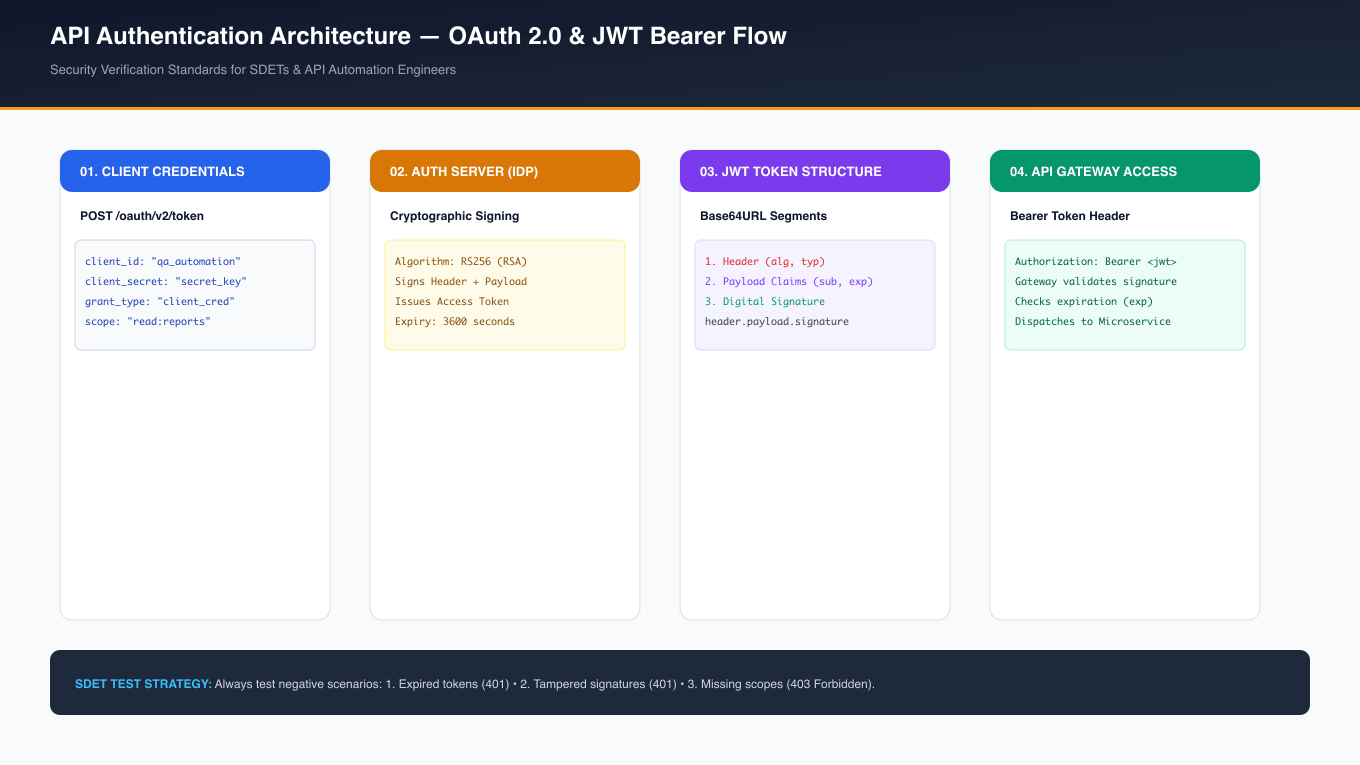 API Authentication Architecture — OAuth 2.0 & JWT Bearer Flow
Security Verification Standards for SDETs & API Automation Engineers
01. CLIENT CREDENTIALS
POST /oauth/v2/token
client_id: "qa_automation"
client_secret: "secret_key"
grant_type: "client_cred"
scope: "read:reports"
02. AUTH SERVER (IDP)
Cryptographic Signing
Algorithm: RS256 (RSA)
Signs Header + Payload
Issues Access Token
Expiry: 3600 seconds
03. JWT TOKEN STRUCTURE
Base64URL Segments
1. Header (alg, typ)
2. Payload Claims (sub, exp)
3. Digital Signature
header.payload.signature
04. API GATEWAY ACCESS
Bearer Token Header
Authorization: Bearer <jwt>
Gateway validates signature
Checks expiration (exp)
Dispatches to Microservice
SDET TEST STRATEGY: Always test negative scenarios: 1. Expired tokens (401) • 2. Tampered signatures (401) • 3. Missing scopes (403 Forbidden).